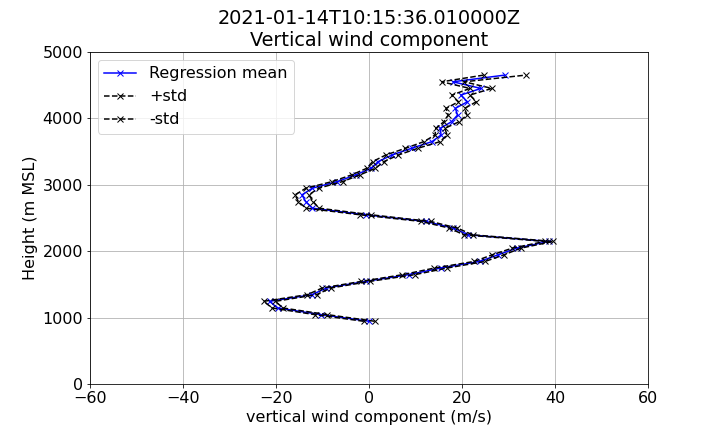 2021-01-14T10:15:36.010000Z
Vertical wind component
5000
4000
3000
2000
1000
0
Height (m MSL)
Regression mean
+std
-std
−60
−40
−20
0
20
40
60
vertical wind component (m/s)